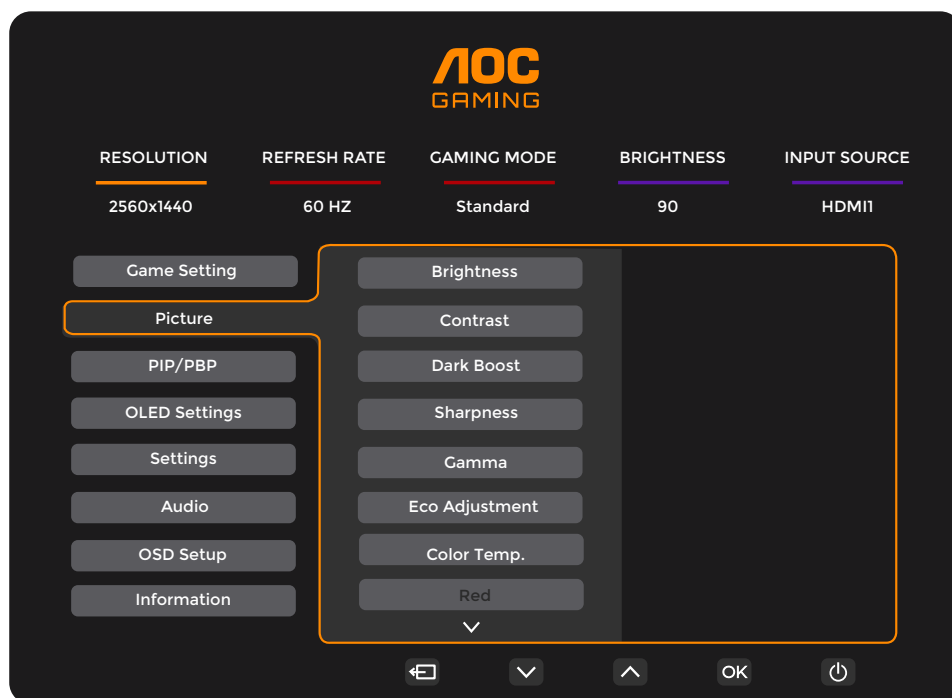 AOC
GAMING
RESOLUTION REFRESH RATE GAMING MODE BRIGHTNESS INPUT SOURCE
2560x1440 60 HZ Standard 90 HDMI1
Game Setting
Picture
PIP/PBP
OLED Settings
Settings
Audio
OSD Setup
Information
Brightness
Contrast
Dark Boost
Sharpness
Gamma
Eco Adjustment
Color Temp.
Red
OK